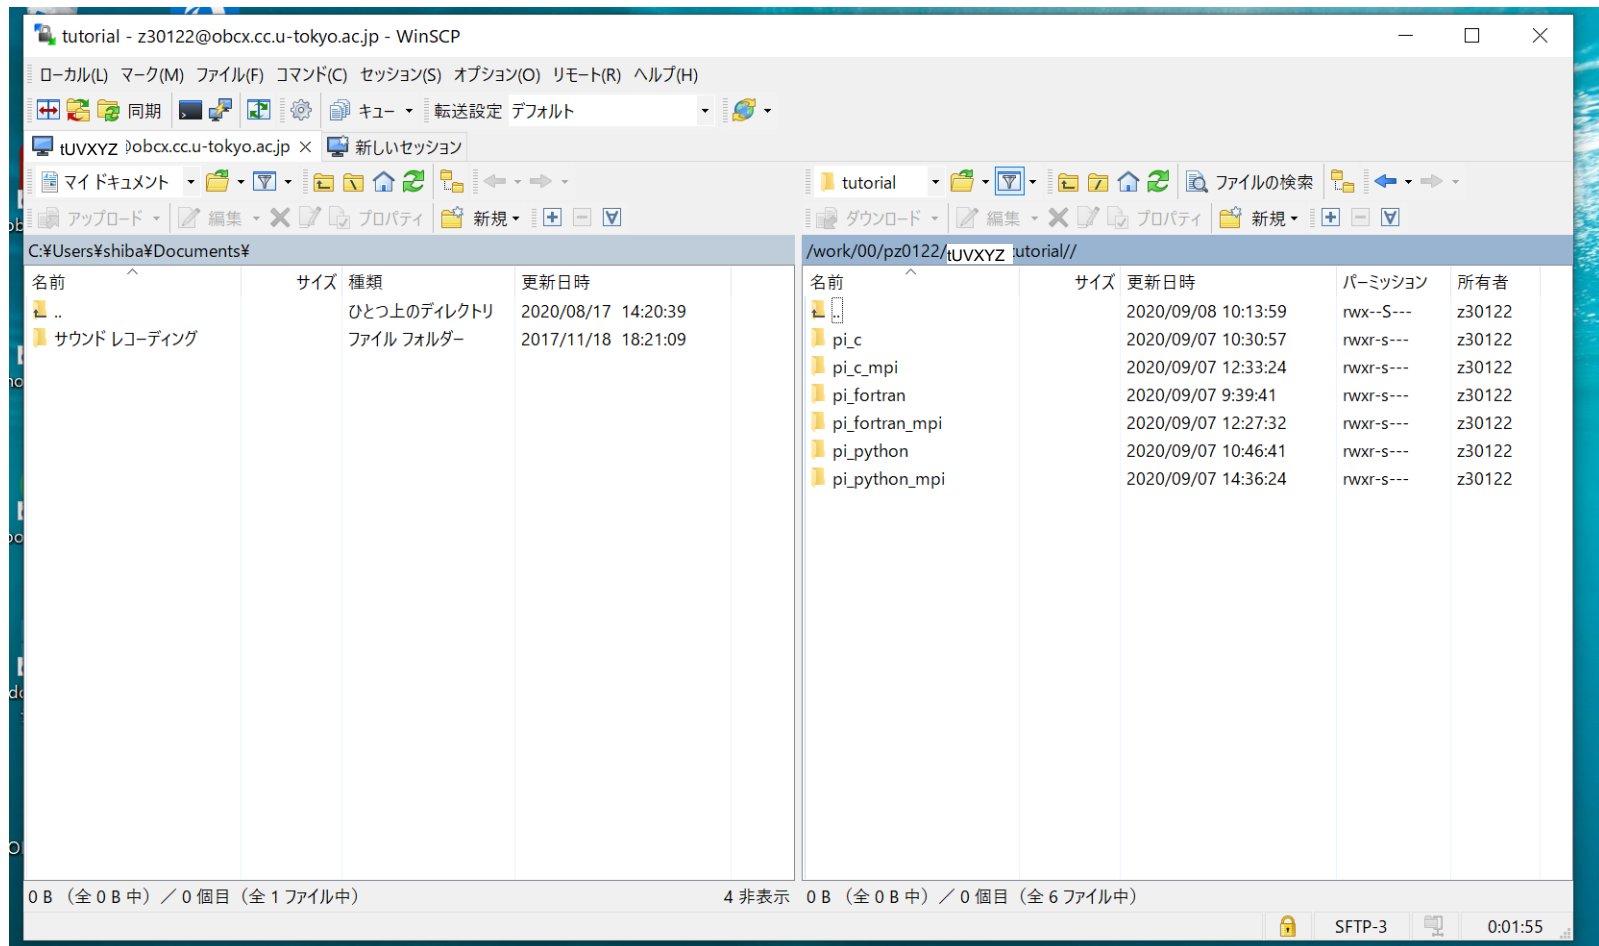 tutorial - z30122@obcx.cc.u-tokyo.ac.jp - WinSCP
ローカル(L) マーク(M) ファイル(F) コマンド(C) セッション(S) オプション(O) リモート(R) ヘルプ(H)
同期 キュー 転送設定 デフォルト
tUVXYZ @obcx.cc.u-tokyo.ac.jp × 新しいセッション
マイ ドキュメント
アップロード 編集 プロパティ 新規
C:¥Users¥shiba¥Documents¥
名前 サイズ 種類 更新日時
.. ひとつ上のディレクトリ 2020/08/17 14:20:39
サウンド レコーディング ファイル フォルダー 2017/11/18 18:21:09
0 B （全 0 B 中） ／ 0 個目 （全 1 ファイル中） 4 非表示
tutorial ファイルの検索
ダウンロード 編集 プロパティ 新規
/work/00/pz0122/tUVXYZ tutorial//
名前 サイズ 更新日時 パーミッション 所有者
.. 2020/09/08 10:13:59 rwx--S--- z30122
pi_c 2020/09/07 10:30:57 rwxr-s--- z30122
pi_c_mpi 2020/09/07 12:33:24 rwxr-s--- z30122
pi_fortran 2020/09/07 9:39:41 rwxr-s--- z30122
pi_fortran_mpi 2020/09/07 12:27:32 rwxr-s--- z30122
pi_python 2020/09/07 10:46:41 rwxr-s--- z30122
pi_python_mpi 2020/09/07 14:36:24 rwxr-s--- z30122
0 B （全 0 B 中） ／ 0 個目 （全 6 ファイル中）
SFTP-3 0:01:55